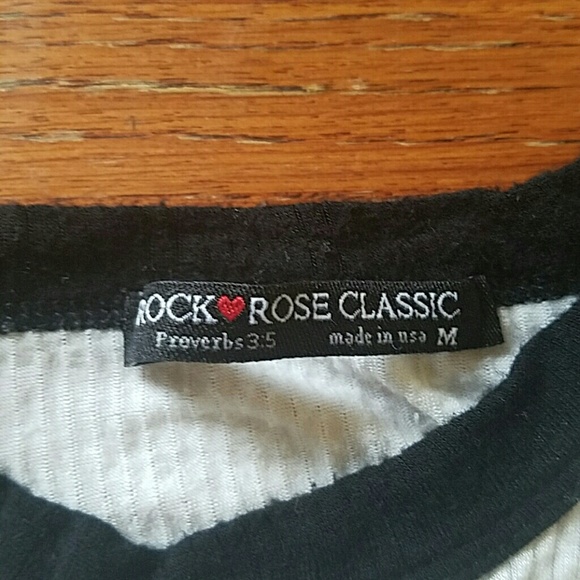 ROCK♥ROSE CLASSIC
Proverbs 3:5 made in usa M